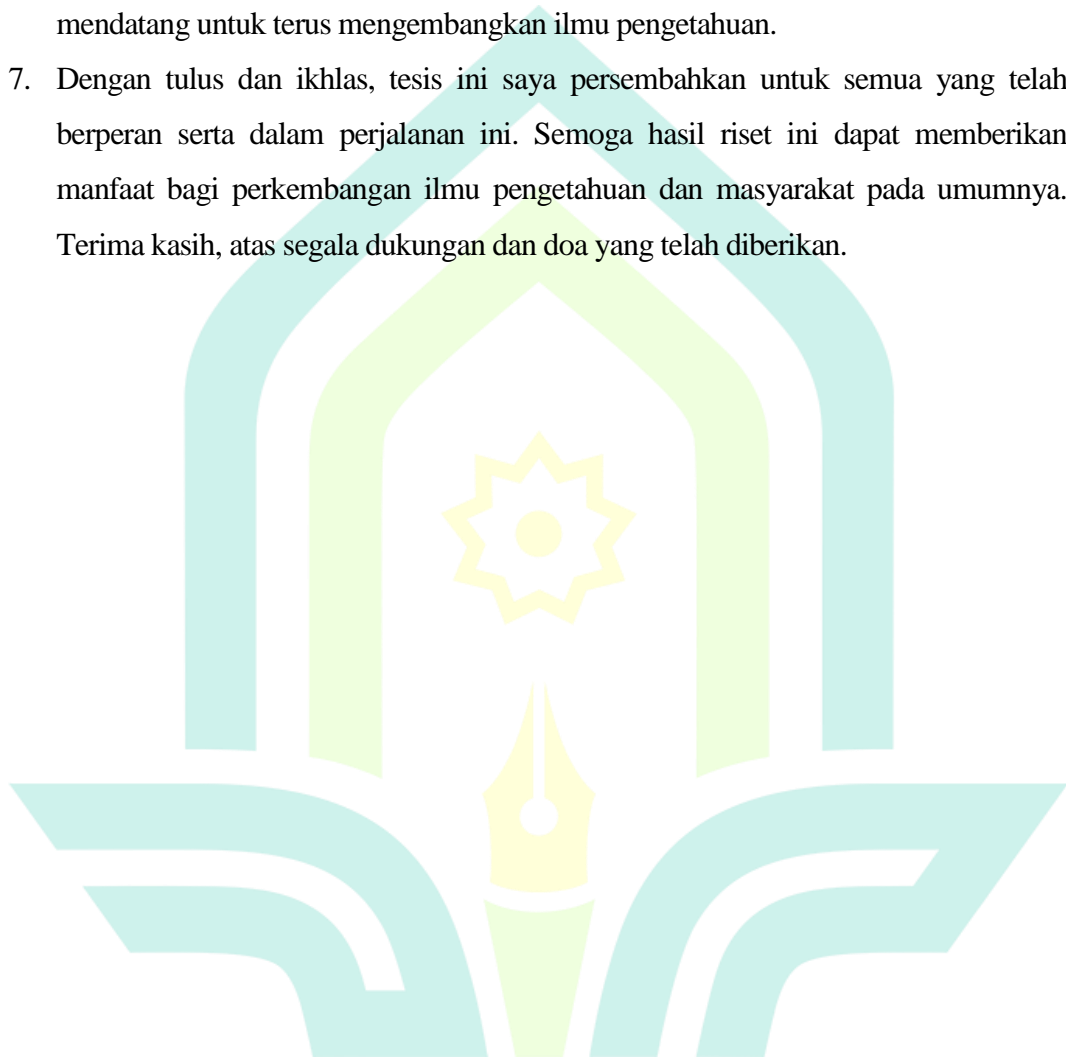 mendatang untuk terus mengembangkan ilmu pengetahuan.
7. Dengan tulus dan ikhlas, tesis ini saya persembahkan untuk semua yang telah
berperan serta dalam perjalanan ini. Semoga hasil riset ini dapat memberikan
manfaat bagi perkembangan ilmu pengetahuan dan masyarakat pada umumnya.
Terima kasih, atas segala dukungan dan doa yang telah diberikan.